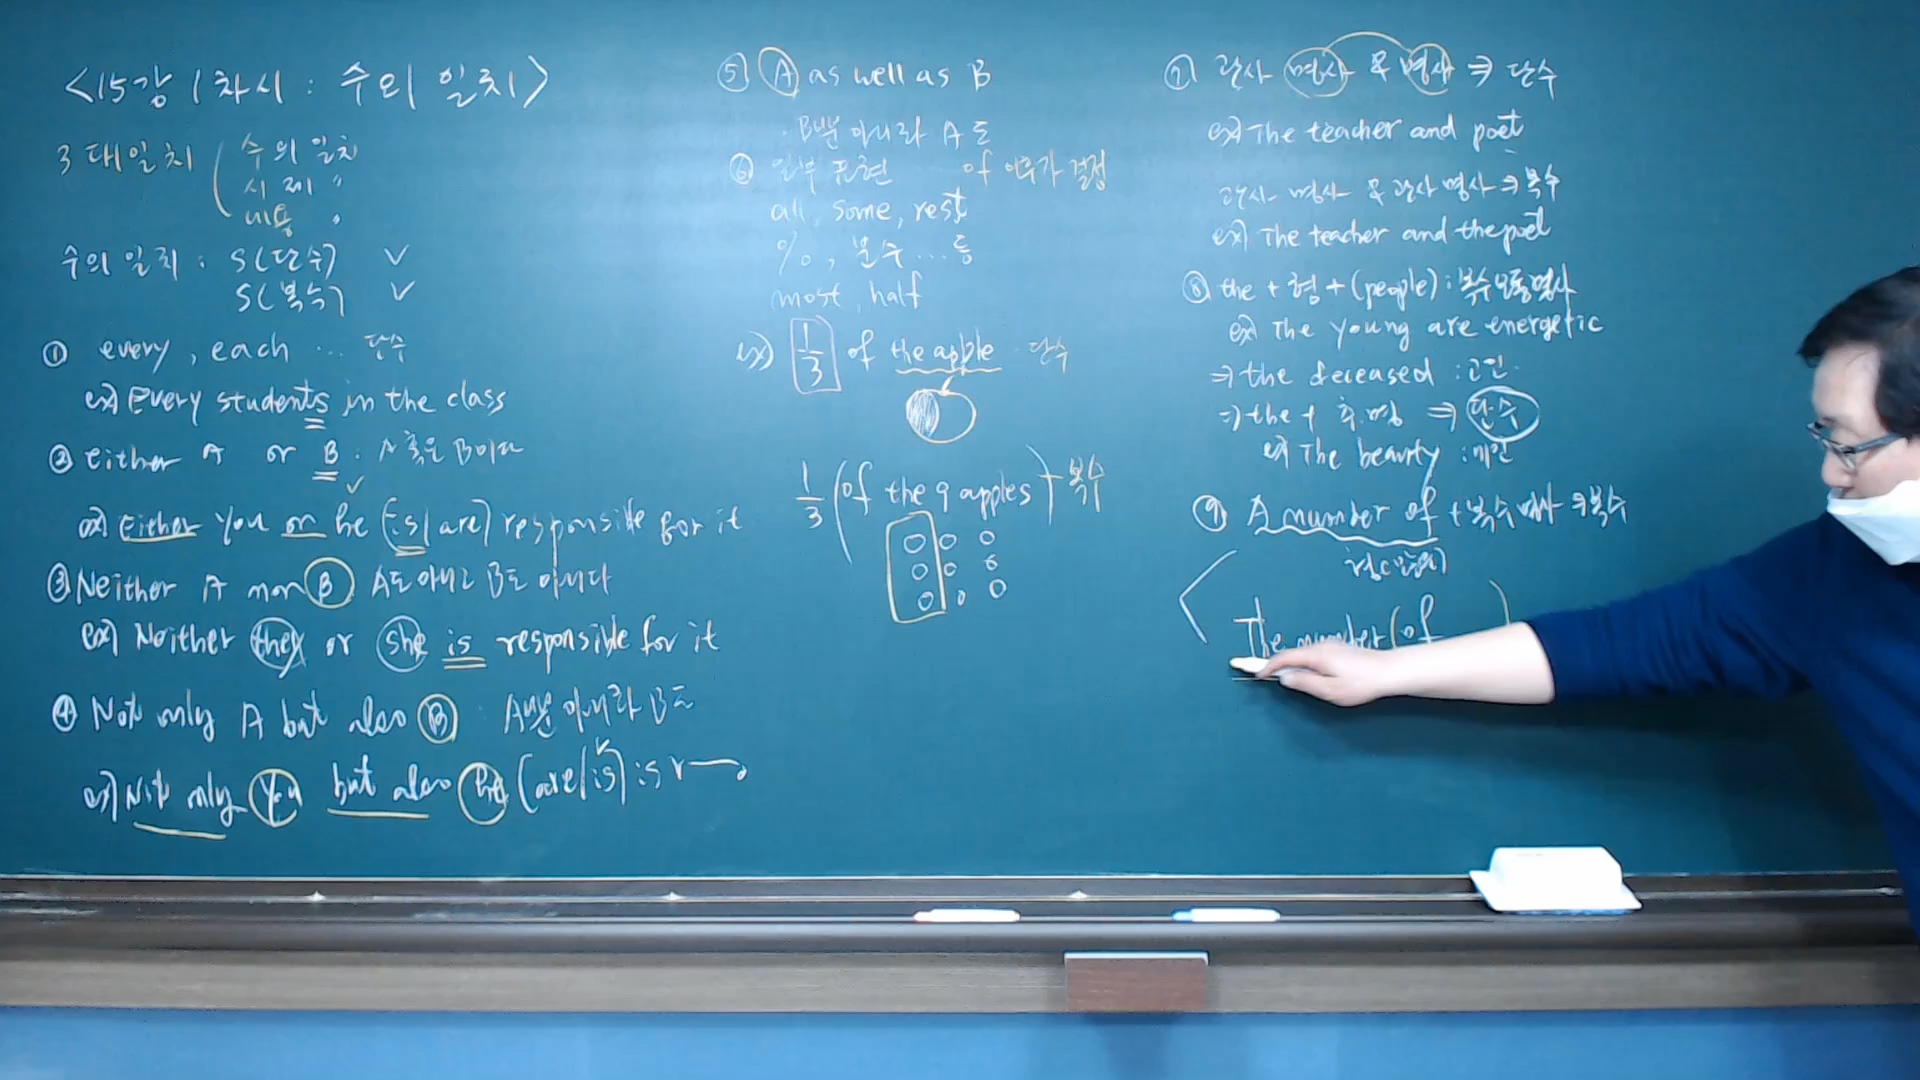 <15강 1차시 : 수의 일치>
3대일치 ( 수의 일치
시제 "
내용 "
수의 일치 : S(단수) V
S(복수) V
① every, each ... 단수
ex) Every students in the class
② Either A or B : A 혹은 B이다
ex) Either you or he (is/are) responsible for it
③ Neither A nor B A도 아니고 B도 아니다
ex) Neither they or she is responsible for it
④ Not only A but also B : A뿐 아니라 B도
ex) Not only you but also he (are/is) is r
⑤ A as well as B
: B뿐 아니라 A도
⑥ 일부 표현 of 이후가 결정
all, some, rest
%, 분수 ... 등
most, half
ex) 1/3 of the apple 단수
1/3 (of the 9 apples) 복수
⑦ 관사 명사 & 명사 ⇒ 단수
ex) The teacher and poet
관사 명사 & 관사 명사 ⇒ 복수
ex) The teacher and the poet
⑧ the + 형 + (people) : 복수보통명사
ex) The young are energetic
⇒ the deceased : 고인
⇒ the + 추.명 ⇒ 단수
ex) The beauty : 미인
⑨ A number of + 복수명사 ⇒ 복수
The number (of